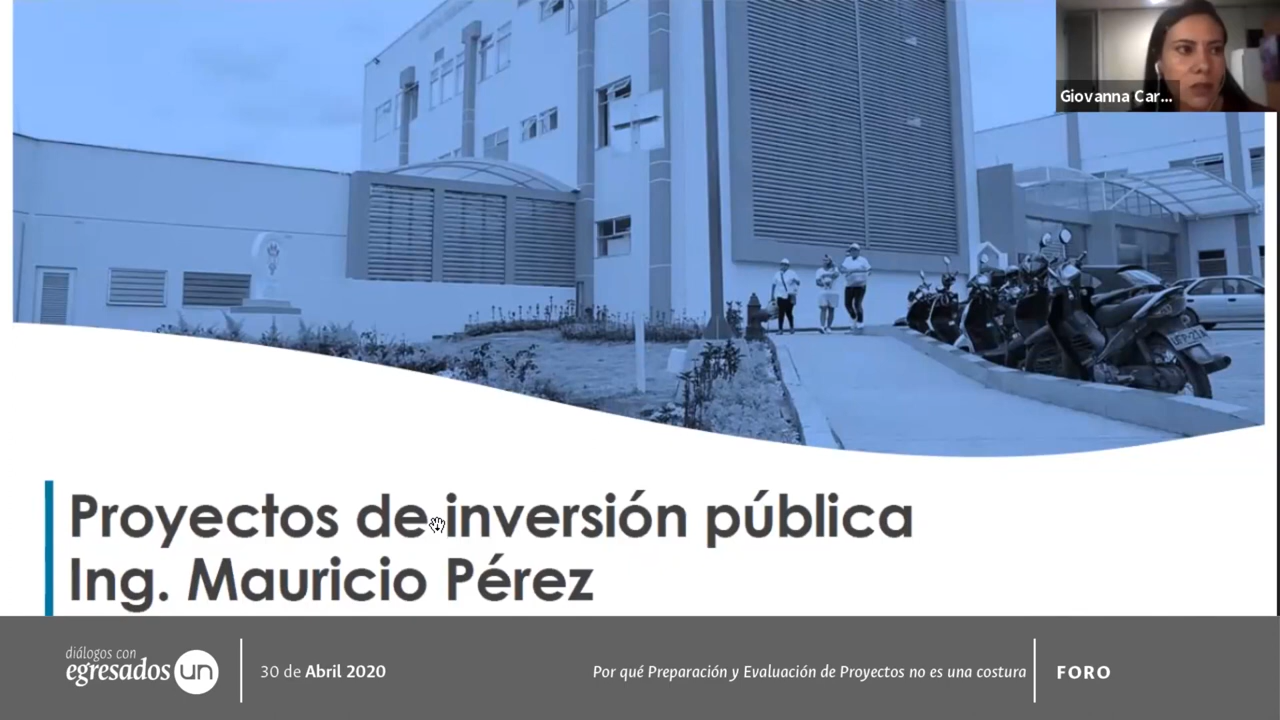 Giovanna Car...
Proyectos de inversión pública
Ing. Mauricio Pérez
diálogos con
egresados un
30 de Abril 2020
Por qué Preparación y Evaluación de Proyectos no es una costura
FORO